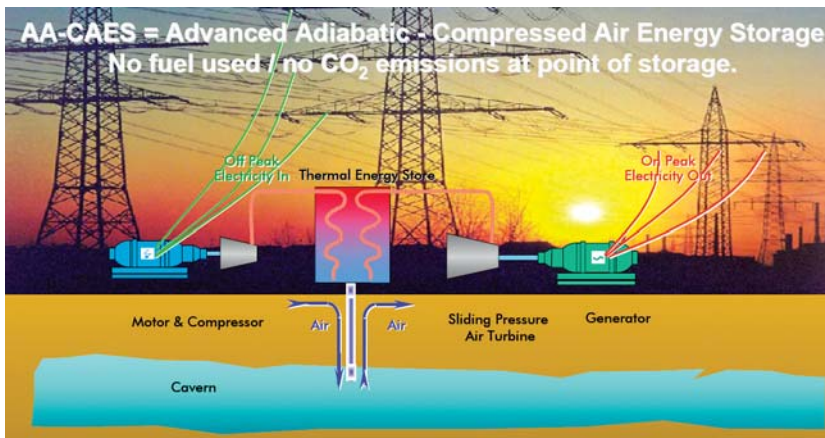 AA-CAES = Advanced Adiabatic - Compressed Air Energy Storage
No fuel used / no CO₂ emissions at point of storage.
Off Peak
Electricity In
Thermal Energy Store
On Peak
Electricity Out
Motor & Compressor
Air
Air
Sliding Pressure
Air Turbine
Generator
Cavern